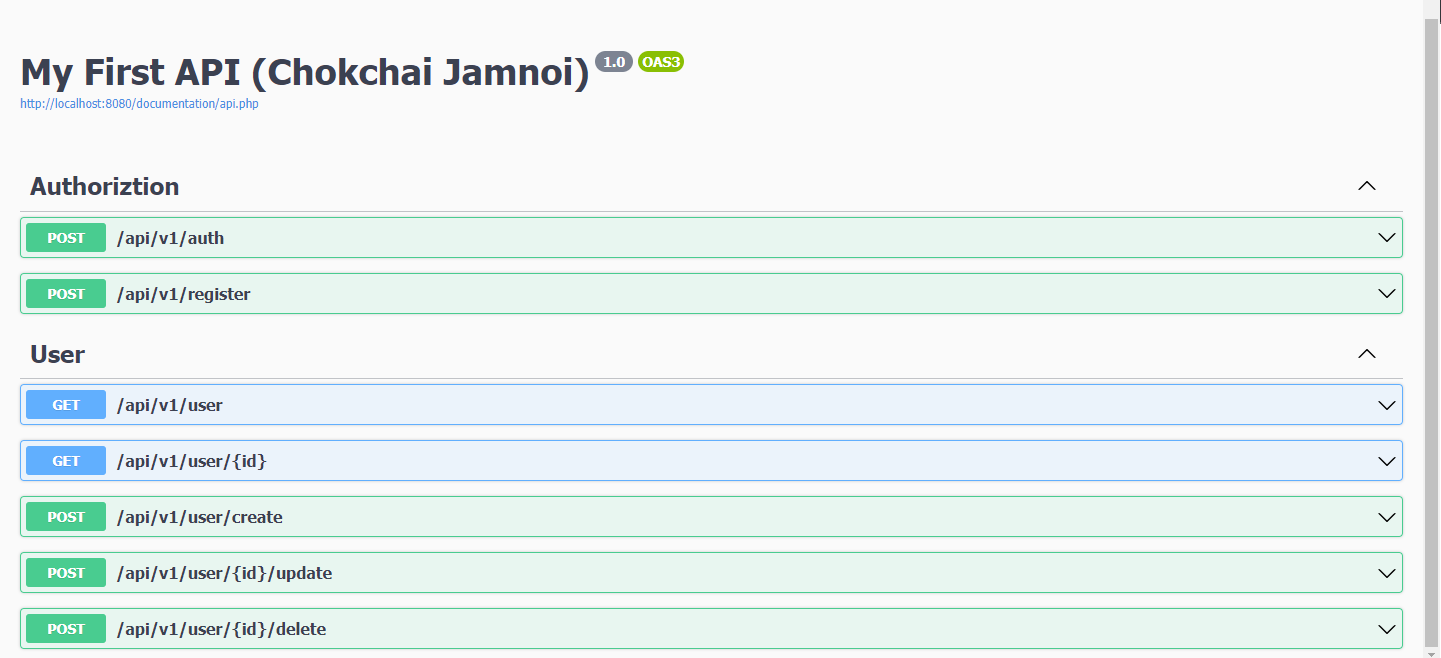 My First API (Chokchai Jamnoi) 1.0 OAS3
http://localhost:8080/documentation/api.php
Authoriztion
POST /api/v1/auth
POST /api/v1/register
User
GET /api/v1/user
GET /api/v1/user/{id}
POST /api/v1/user/create
POST /api/v1/user/{id}/update
POST /api/v1/user/{id}/delete